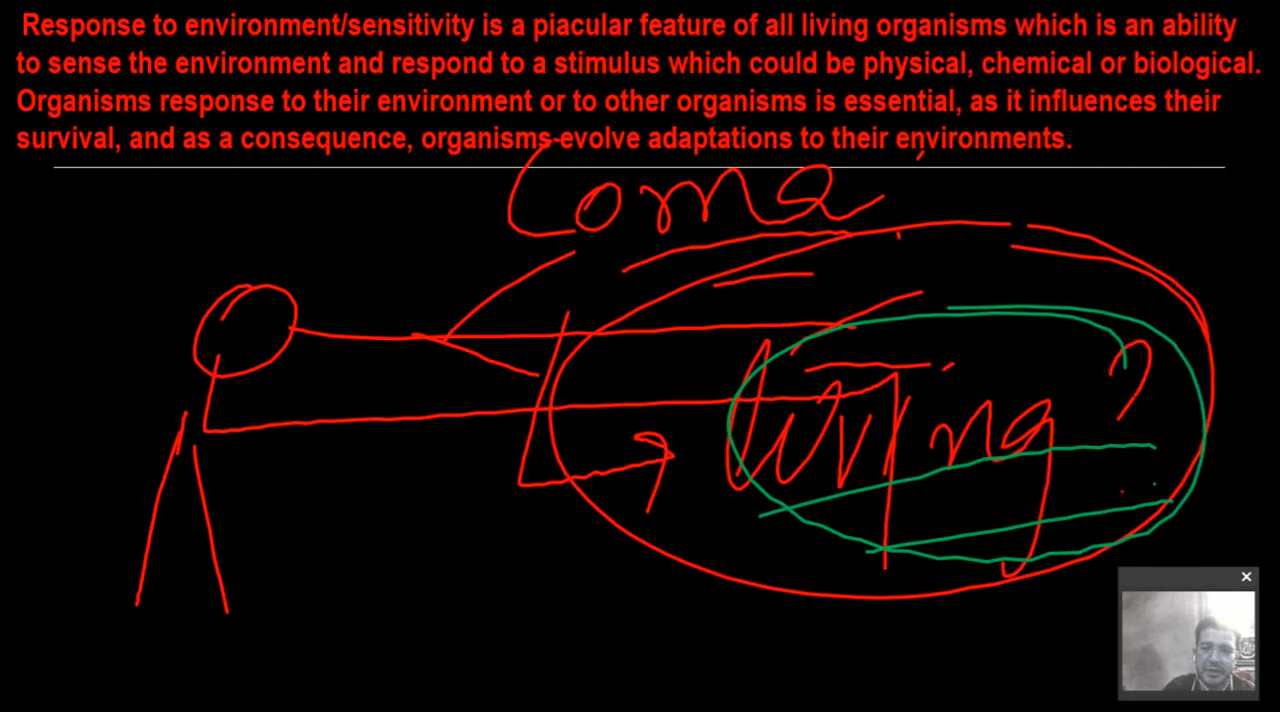 Response to environment/sensitivity is a piacular feature of all living organisms which is an ability
to sense the environment and respond to a stimulus which could be physical, chemical or biological.
Organisms response to their environment or to other organisms is essential, as it influences their
survival, and as a consequence, organisms evolve adaptations to their environments.
Coma
living ?